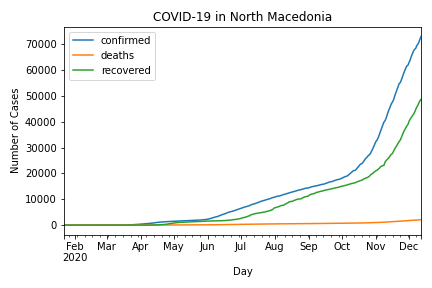 COVID-19 in North Macedonia
confirmed
deaths
recovered
Number of Cases
70000
60000
50000
40000
30000
20000
10000
0
Feb Mar Apr May Jun Jul Aug Sep Oct Nov Dec
2020
Day